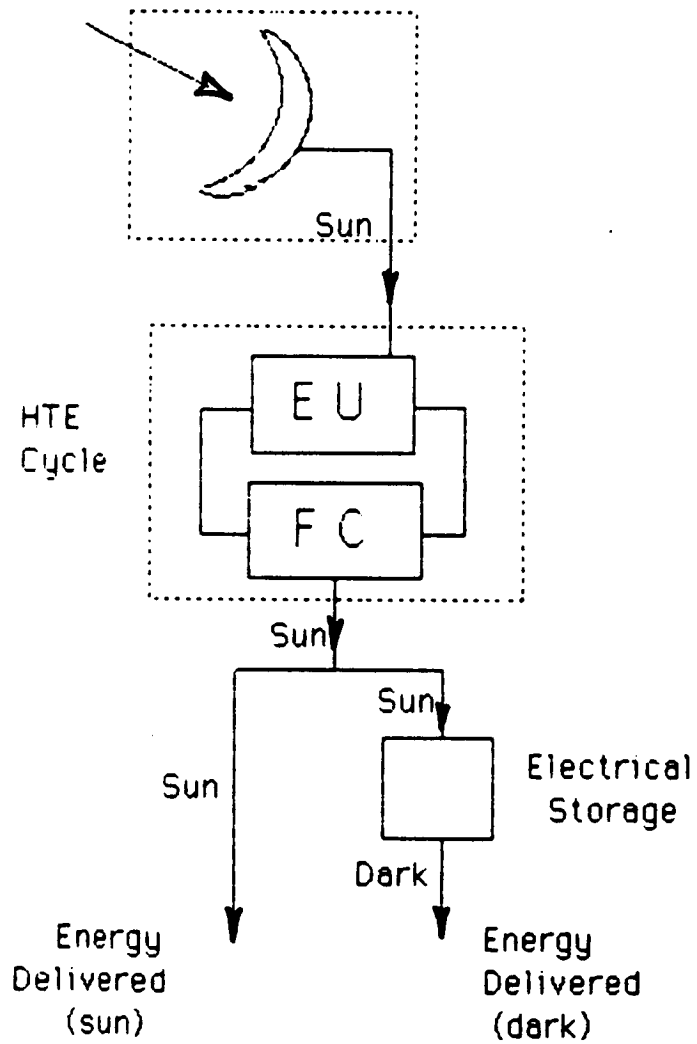 Sun
HTE
Cycle
E U
F C
Sun
Sun
Sun
Electrical
Storage
Dark
Energy
Delivered
(sun)
Energy
Delivered
(dark)